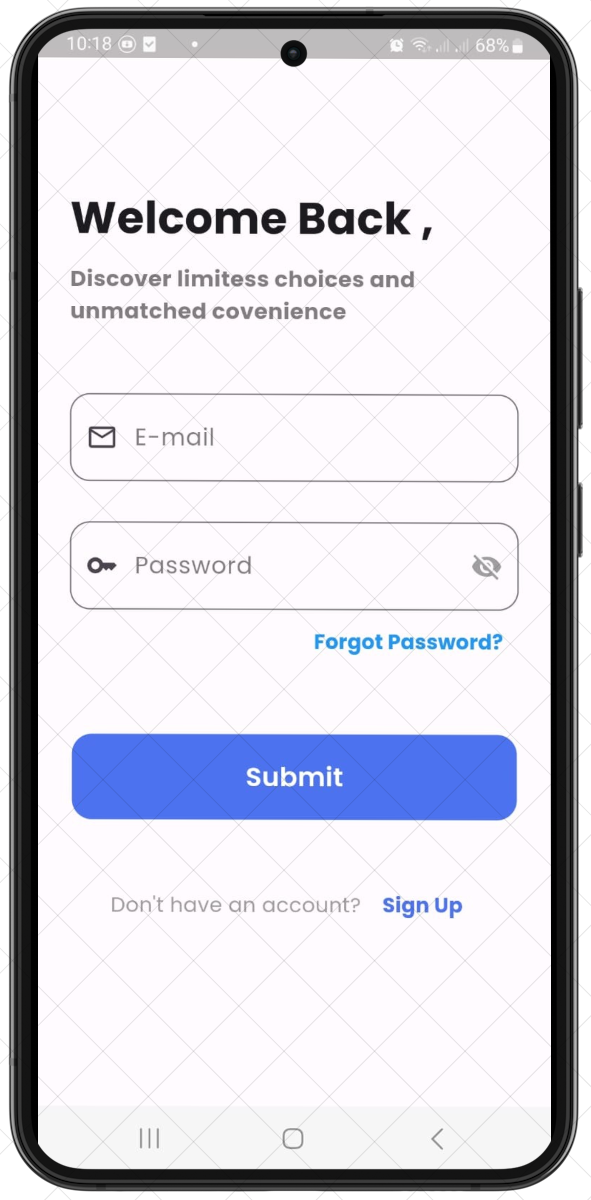 10:18 68%
Welcome Back ,
Discover limitess choices and
unmatched covenience
E-mail
Password
Forgot Password?
Submit
Don't have an account? Sign Up